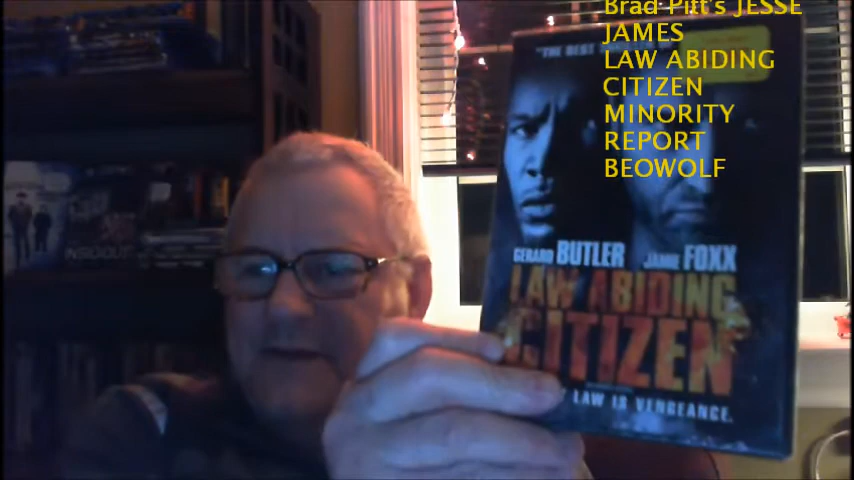 Brad Pitt's JESSE
JAMES
LAW ABIDING
CITIZEN
MINORITY
REPORT
BEOWOLF
"THE BEST
GERARD BUTLER JAMIE FOXX
LAW ABIDING
CITIZEN
LAW IS VENGEANCE.
INSIDIOUS